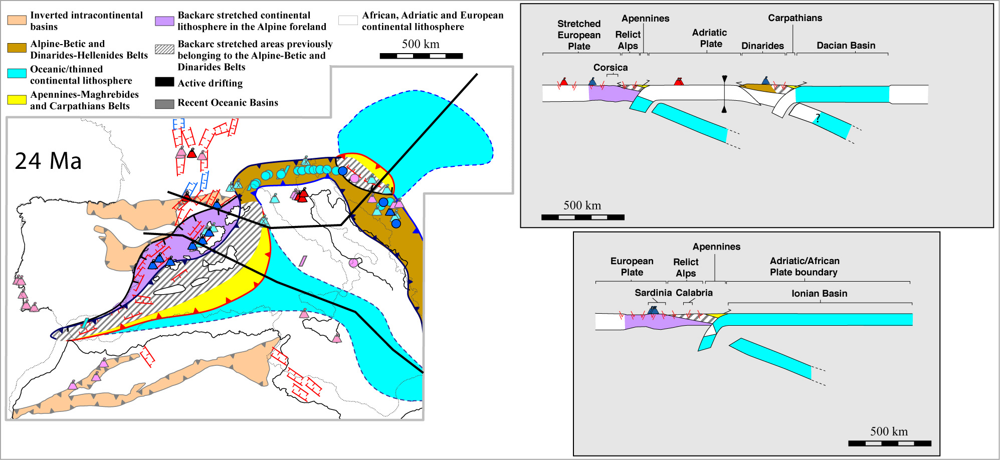 Inverted intracontinental
basins
Alpine-Betic and
Dinarides-Hellenides Belts
Oceanic/thinned
continental lithosphere
Apennines-Maghrebides
and Carpathians Belts
Backarc stretched continental
lithosphere in the Alpine foreland
Backarc stretched areas previously
belonging to the Alpine-Betic and
Dinarides Belts
Active drifting
Recent Oceanic Basins
African, Adriatic and European
continental lithosphere
500 km
24 Ma
Stretched
European
Plate
Apennines
Relict
Alps
Adriatic
Plate
Carpathians
Dinarides
Dacian Basin
Corsica
?
500 km
Apennines
European
Plate
Relict
Alps
Adriatic/African
Plate boundary
Sardinia
Calabria
Ionian Basin
500 km